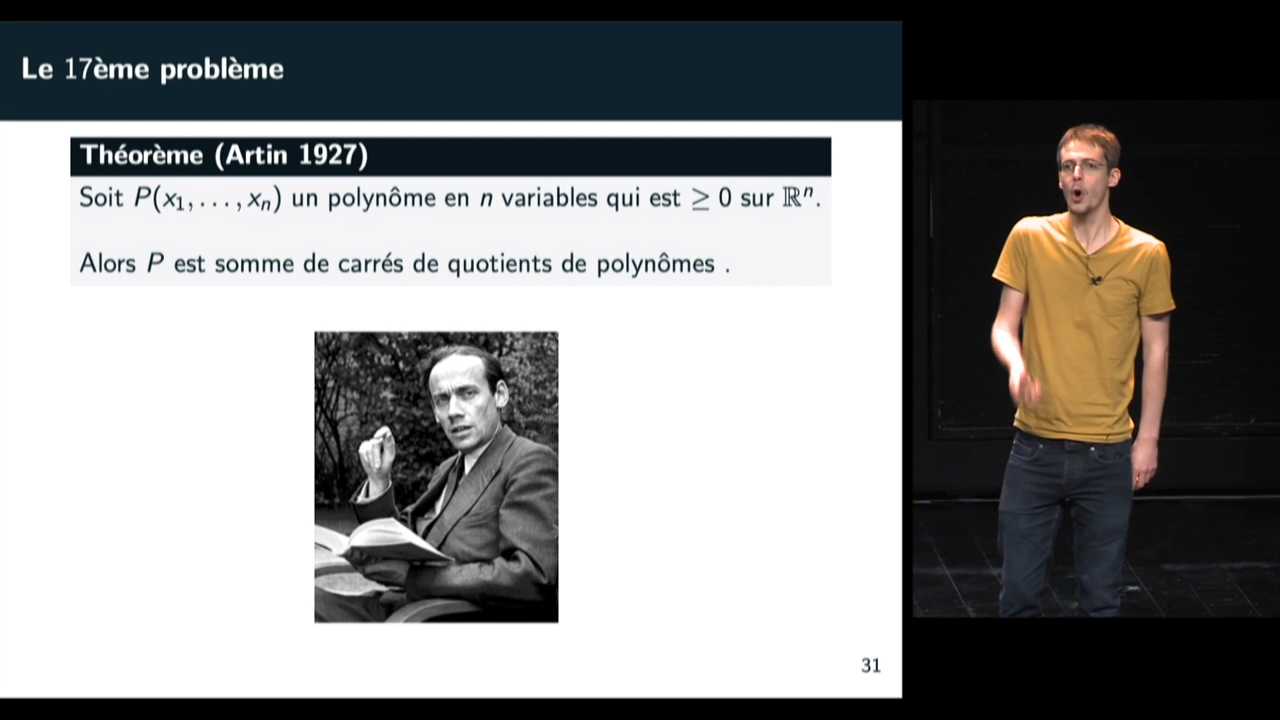 Le 17ème problème
Théorème (Artin 1927)
Soit P(x₁, . . . , xₙ) un polynôme en n variables qui est ≥ 0 sur ℝⁿ.
Alors P est somme de carrés de quotients de polynômes .
31